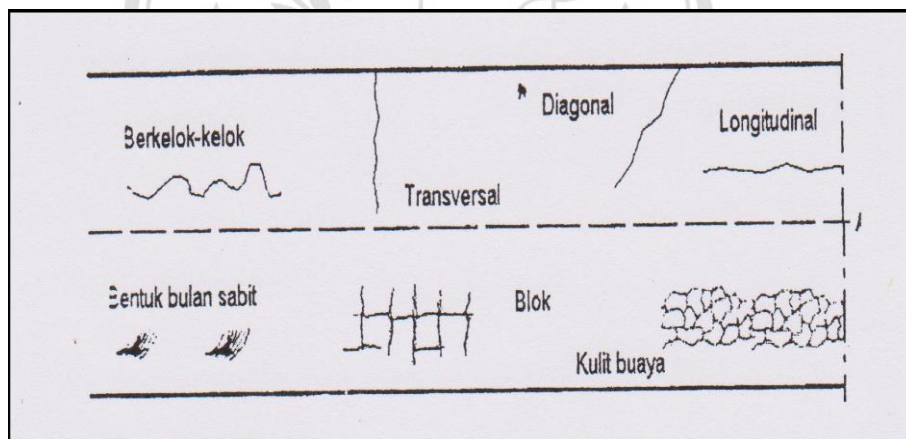 Diagonal
Longitudinal
Berkelok-kelok
Transversal
Bentuk bulan sabit
Blok
Kulit buaya